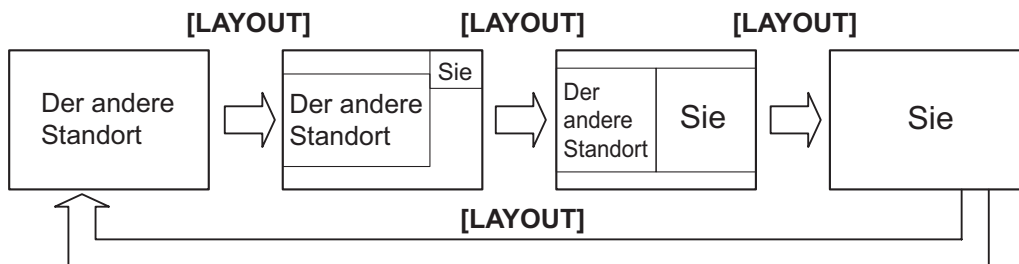 [LAYOUT] [LAYOUT] [LAYOUT]
Der andere
Standort
Sie
Der andere
Standort
Der
andere
Standort
Sie
Sie
[LAYOUT]